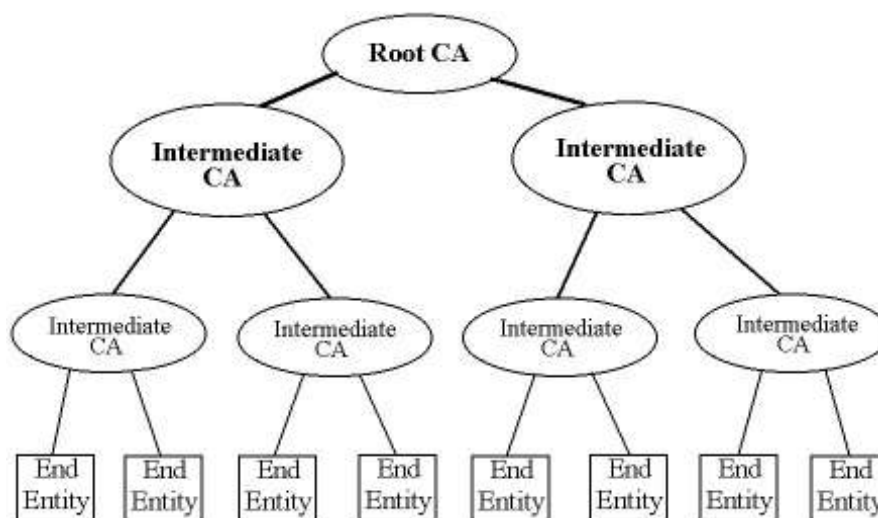 Root CA
Intermediate
CA
Intermediate
CA
Intermediate
CA
Intermediate
CA
Intermediate
CA
Intermediate
CA
End
Entity
End
Entity
End
Entity
End
Entity
End
Entity
End
Entity
End
Entity
End
Entity